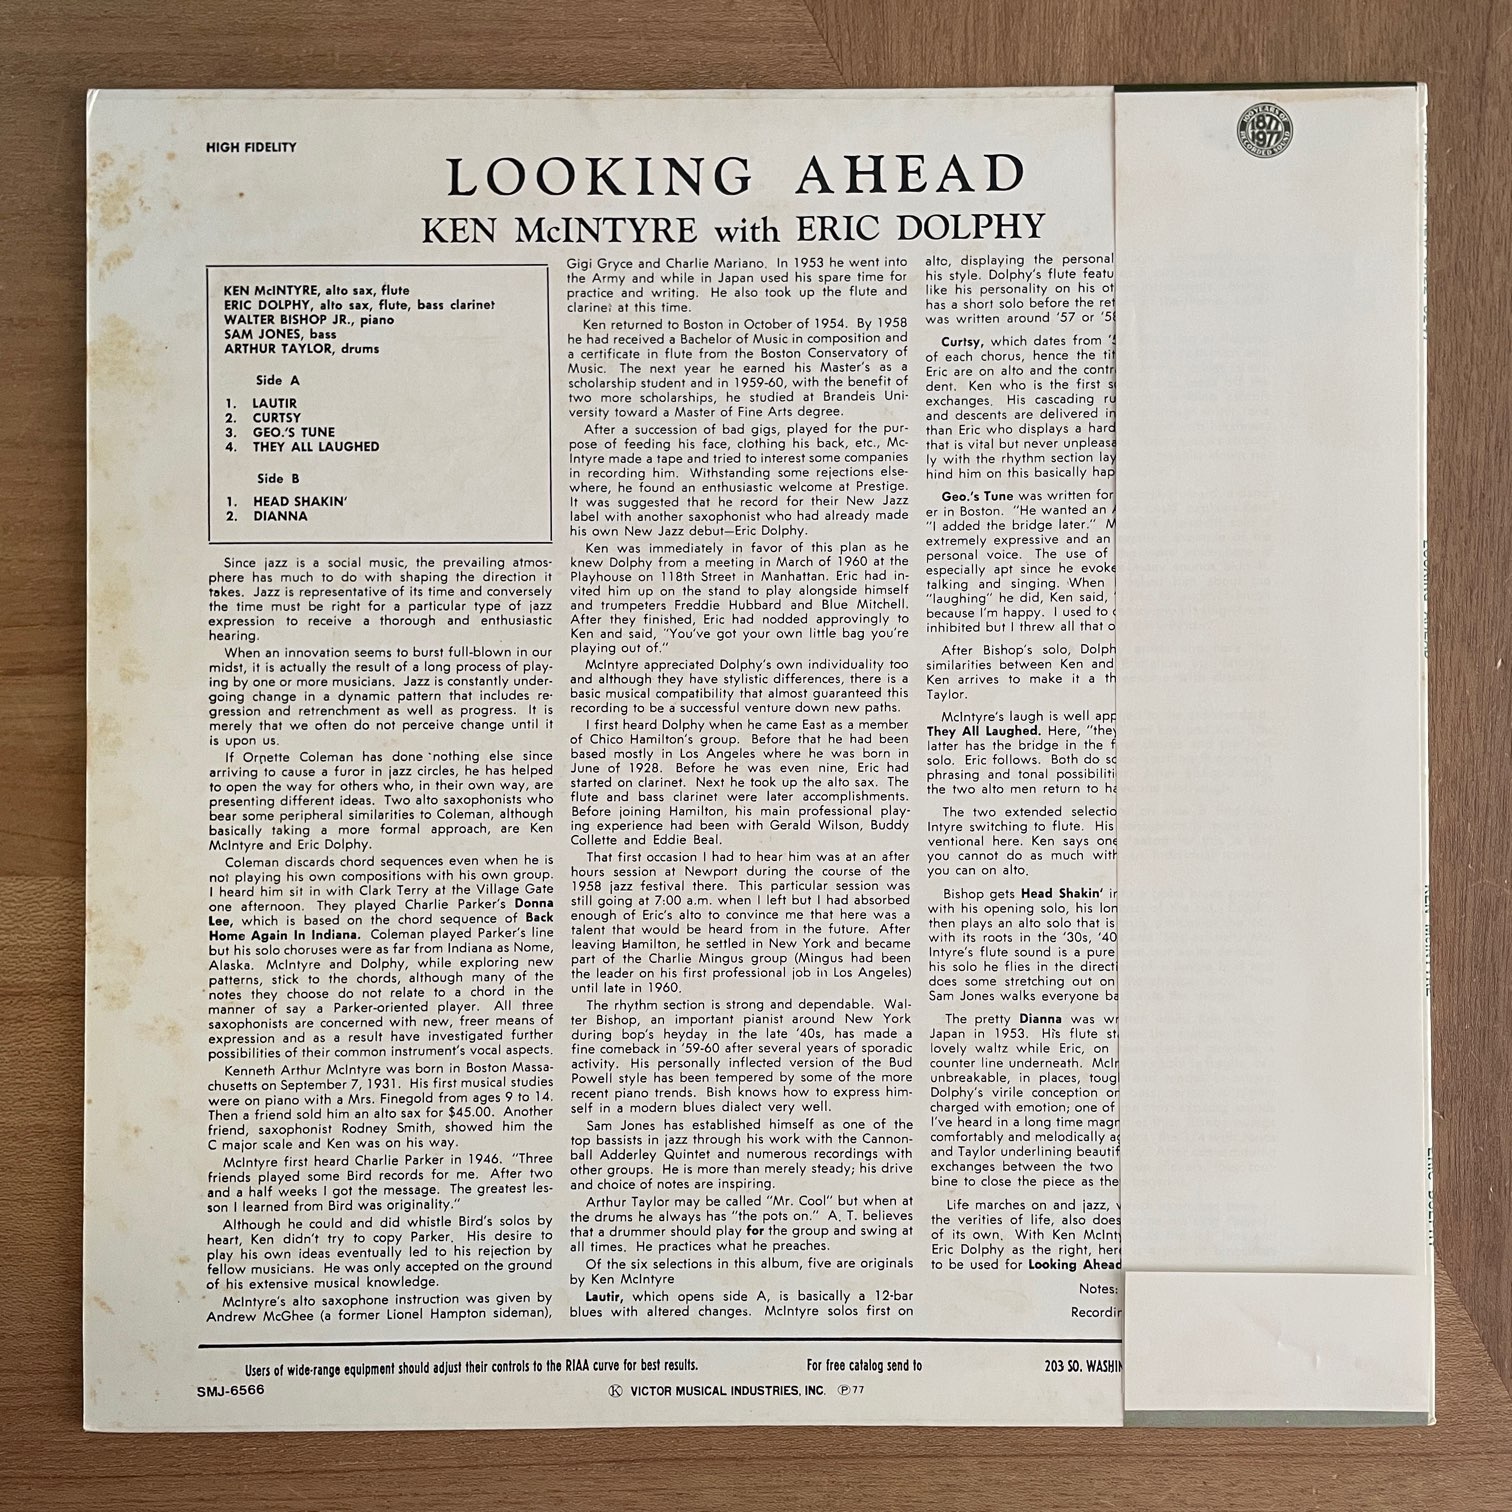 HIGH FIDELITY
LOOKING AHEAD
KEN McINTYRE with ERIC DOLPHY
KEN McINTYRE, alto sax, flute
ERIC DOLPHY, alto sax, flute, bass clarinet
WALTER BISHOP JR., piano
SAM JONES, bass
ARTHUR TAYLOR, drums
Side A
1. LAUTIR
2. CURTSY
3. GEO.'S TUNE
4. THEY ALL LAUGHED
Side B
1. HEAD SHAKIN'
2. DIANNA
Since jazz is a social music, the prevailing atmos-
phere has much to do with shaping the direction it
takes. Jazz is representative of its time and conversely
the time must be right for a particular type of jazz
expression to receive a thorough and enthusiastic
hearing.
When an innovation seems to burst full-blown in our
midst, it is actually the result of a long process of play-
ing by one or more musicians. Jazz is constantly under-
going change in a dynamic pattern that includes re-
gression and retrenchment as well as progress. It is
merely that we often do not perceive change until it
is upon us.
If Ornette Coleman has done nothing else since
arriving to cause a furor in jazz circles, he has helped
to open the way for others who, in their own way, are
presenting different ideas. Two alto saxophonists who
bear some peripheral similarities to Coleman, although
basically taking a more formal approach, are Ken
McIntyre and Eric Dolphy.
Coleman discards chord sequences even when he is
not playing his own compositions with his own group.
I heard him sit in with Clark Terry at the Village Gate
one afternoon. They played Charlie Parker's Donna
Lee, which is based on the chord sequence of Back
Home Again In Indiana. Coleman played Parker's line
but his solo choruses were as far from Indiana as Nome,
Alaska. McIntyre and Dolphy, while exploring new
patterns, stick to the chords, although many of the
notes they choose do not relate to a chord in the
manner of say a Parker-oriented player. All three
saxophonists are concerned with new, freer means of
expression and as a result have investigated further
possibilities of their common instrument's vocal aspects.
Kenneth Arthur McIntyre was born in Boston Massa-
chusetts on September 7, 1931. His first musical studies
were on piano with a Mrs. Finegold from ages 9 to 14.
Then a friend sold him an alto sax for $45.00. Another
friend, saxophonist Rodney Smith, showed him the
C major scale and Ken was on his way.
McIntyre first heard Charlie Parker in 1946. "Three
friends played some Bird records for me. After two
and a half weeks I got the message. The greatest les-
son I learned from Bird was originality."
Although he could and did whistle Bird's solos by
heart, Ken didn't try to copy Parker. His desire to
play his own ideas eventually led to his rejection by
fellow musicians. He was only accepted on the ground
of his extensive musical knowledge.
McIntyre's alto saxophone instruction was given by
Andrew McGhee (a former Lionel Hampton sideman),
Gigi Gryce and Charlie Mariano. In 1953 he went into
the Army and while in Japan used his spare time for
practice and writing. He also took up the flute and
clarinet at this time.
Ken returned to Boston in October of 1954. By 1958
he had received a Bachelor of Music in composition and
a certificate in flute from the Boston Conservatory of
Music. The next year he earned his Master's as a
scholarship student and in 1959-60, with the benefit of
two more scholarships, he studied at Brandeis Uni-
versity toward a Master of Fine Arts degree.
After a succession of bad gigs, played for the pur-
pose of feeding his face, clothing his back, etc., Mc-
Intyre made a tape and tried to interest some companies
in recording him. Withstanding some rejections else-
where, he found an enthusiastic welcome at Prestige.
It was suggested that he record for their New Jazz
label with another saxophonist who had already made
his own New Jazz debut—Eric Dolphy.
Ken was immediately in favor of this plan as he
knew Dolphy from a meeting in March of 1960 at the
Playhouse on 118th Street in Manhattan. Eric had in-
vited him up on the stand to play alongside himself
and trumpeters Freddie Hubbard and Blue Mitchell.
After they finished, Eric had nodded approvingly to
Ken and said, "You've got your own little bag you're
playing out of."
McIntyre appreciated Dolphy's own individuality too
and although they have stylistic differences, there is a
basic musical compatibility that almost guaranteed this
recording to be a successful venture down new paths.
I first heard Dolphy when he came East as a member
of Chico Hamilton's group. Before that he had been
based mostly in Los Angeles where he was born in
June of 1928. Before he was even nine, Eric had
started on clarinet. Next he took up the alto sax. The
flute and bass clarinet were later accomplishments.
Before joining Hamilton, his main professional play-
ing experience had been with Gerald Wilson, Buddy
Collette and Eddie Beal.
That first occasion I had to hear him was at an after
hours session at Newport during the course of the
1958 jazz festival there. This particular session was
still going at 7:00 a.m. when I left but I had absorbed
enough of Eric's alto to convince me that here was a
talent that would be heard from in the future. After
leaving Hamilton, he settled in New York and became
part of the Charlie Mingus group (Mingus had been
the leader on his first professional job in Los Angeles)
until late in 1960.
The rhythm section is strong and dependable. Wal-
ter Bishop, an important pianist around New York
during bop's heyday in the late '40s, has made a
fine comeback in '59-60 after several years of sporadic
activity. His personally inflected version of the Bud
Powell style has been tempered by some of the more
recent piano trends. Bish knows how to express him-
self in a modern blues dialect very well.
Sam Jones has established himself as one of the
top bassists in jazz through his work with the Cannon-
ball Adderley Quintet and numerous recordings with
other groups. He is more than merely steady; his drive
and choice of notes are inspiring.
Arthur Taylor may be called "Mr. Cool" but when at
the drums he always has "the pots on." A. T. believes
that a drummer should play for the group and swing at
all times. He practices what he preaches.
Of the six selections in this album, five are originals
by Ken McIntyre
Lautir, which opens side A, is basically a 12-bar
blues with altered changes. McIntyre solos first on
alto, displaying the personal
his style. Dolphy's flute featu
like his personality on his ot
has a short solo before the ret
was written around '57 or '58
Curtsy, which dates from
of each chorus, hence the tit
Eric are on alto and the contr
dent. Ken who is the first s
exchanges. His cascading ru
and descents are delivered in
than Eric who displays a hard
that is vital but never unpleasa
ly with the rhythm section lay
hind him on this basically hap
Geo.'s Tune was written for
er in Boston. "He wanted an
"I added the bridge later." M
extremely expressive and an
personal voice. The use of
especially apt since he evoke
talking and singing. When
"laughing" he did, Ken said,
because I'm happy. I used to
inhibited but I threw all that o
After Bishop's solo, Dolph
similarities between Ken and
Ken arrives to make it a th
Taylor.
McIntyre's laugh is well app
They All Laughed. Here, "they
latter has the bridge in the f
solo. Eric follows. Both do so
phrasing and tonal possibiliti
the two alto men return to ha
The two extended selectio
Intyre switching to flute. His
ventional here. Ken says one
you cannot do as much with
you can on alto.
Bishop gets Head Shakin' in
with his opening solo, his lon
then plays an alto solo that is
with its roots in the '30s, '40
Intyre's flute sound is a pure
his solo he flies in the directi
does some stretching out on
Sam Jones walks everyone ba
The pretty Dianna was wr
Japan in 1953. His flute st
lovely waltz while Eric, on
counter line underneath. McIn
unbreakable, in places, toug
Dolphy's virile conception or
charged with emotion; one of
I've heard in a long time magn
comfortably and melodically ag
and Taylor underlining beautif
exchanges between the two
bine to close the piece as the
Life marches on and jazz,
the verities of life, also does
of its own. With Ken McInty
Eric Dolphy as the right, here
to be used for Looking Ahead
Notes:
Recordin
Users of wide-range equipment should adjust their controls to the RIAA curve for best results.
For free catalog send to
203 SO. WASHIN
SMJ-6566
Ⓚ VICTOR MUSICAL INDUSTRIES, INC. ℗77
100 YEARS OF
1877
1977
RECORDED SOUND